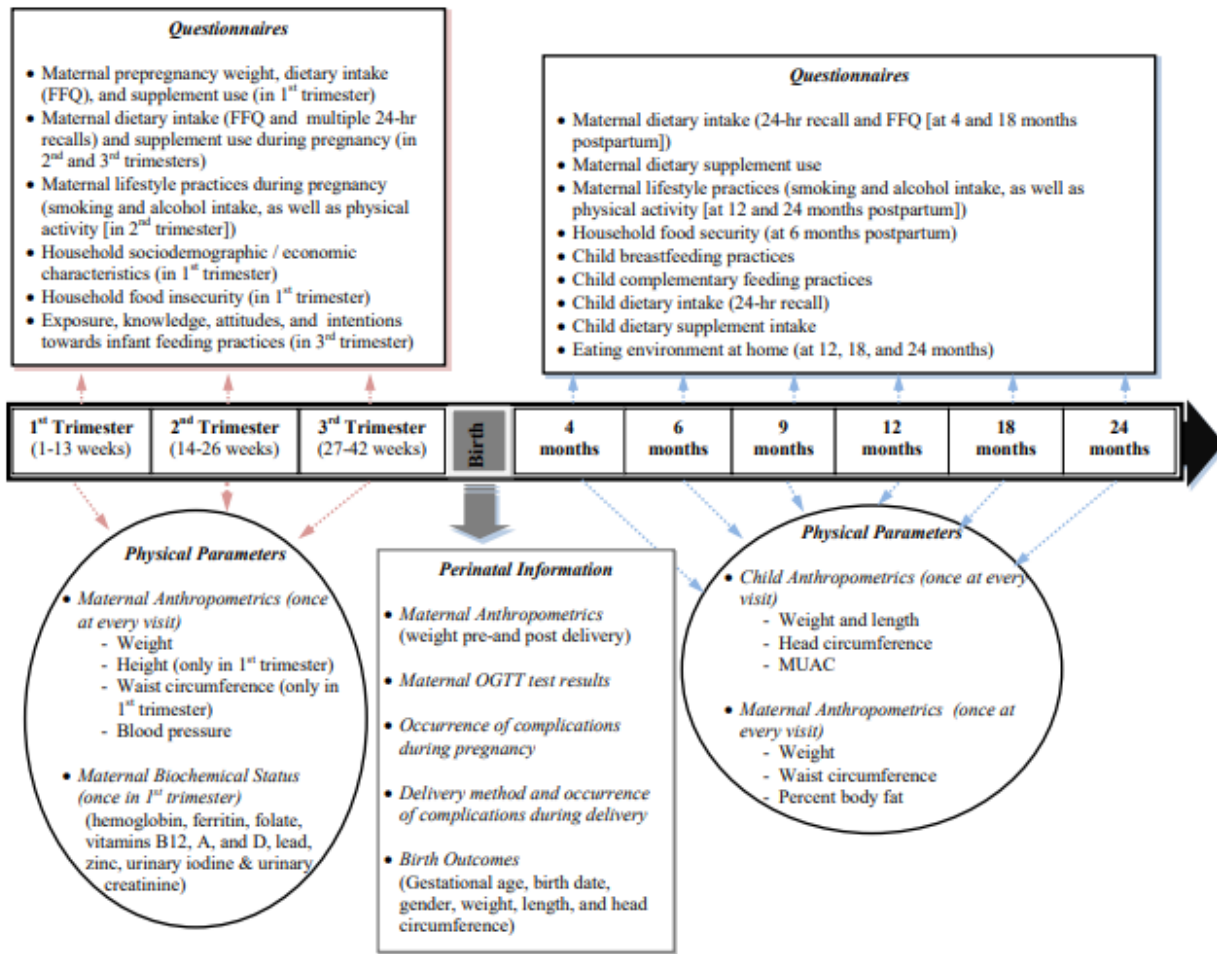 Questionnaires
• Maternal prepregnancy weight, dietary intake
(FFQ), and supplement use (in 1st trimester)
• Maternal dietary intake (FFQ and multiple 24-hr
recalls) and supplement use during pregnancy (in
2nd and 3rd trimesters)
• Maternal lifestyle practices during pregnancy
(smoking and alcohol intake, as well as physical
activity [in 2nd trimester])
• Household sociodemographic / economic
characteristics (in 1st trimester)
• Household food insecurity (in 1st trimester)
• Exposure, knowledge, attitudes, and intentions
towards infant feeding practices (in 3rd trimester)
Questionnaires
• Maternal dietary intake (24-hr recall and FFQ [at 4 and 18 months
postpartum])
• Maternal dietary supplement use
• Maternal lifestyle practices (smoking and alcohol intake, as well as
physical activity [at 12 and 24 months postpartum])
• Household food security (at 6 months postpartum)
• Child breastfeeding practices
• Child complementary feeding practices
• Child dietary intake (24-hr recall)
• Child dietary supplement intake
• Eating environment at home (at 12, 18, and 24 months)
1st Trimester
(1-13 weeks)
2nd Trimester
(14-26 weeks)
3rd Trimester
(27-42 weeks)
Birth
4
months
6
months
9
months
12
months
18
months
24
months
Physical Parameters
• Maternal Anthropometrics (once
at every visit)
- Weight
- Height (only in 1st trimester)
- Waist circumference (only in
1st trimester)
- Blood pressure
• Maternal Biochemical Status
(once in 1st trimester)
(hemoglobin, ferritin, folate,
vitamins B12, A, and D, lead,
zinc, urinary iodine & urinary
creatinine)
Perinatal Information
• Maternal Anthropometrics
(weight pre-and post delivery)
• Maternal OGTT test results
• Occurrence of complications
during pregnancy
• Delivery method and occurrence
of complications during delivery
• Birth Outcomes
(Gestational age, birth date,
gender, weight, length, and head
circumference)
Physical Parameters
• Child Anthropometrics (once at every
visit)
- Weight and length
- Head circumference
- MUAC
• Maternal Anthropometrics (once at
every visit)
- Weight
- Waist circumference
- Percent body fat